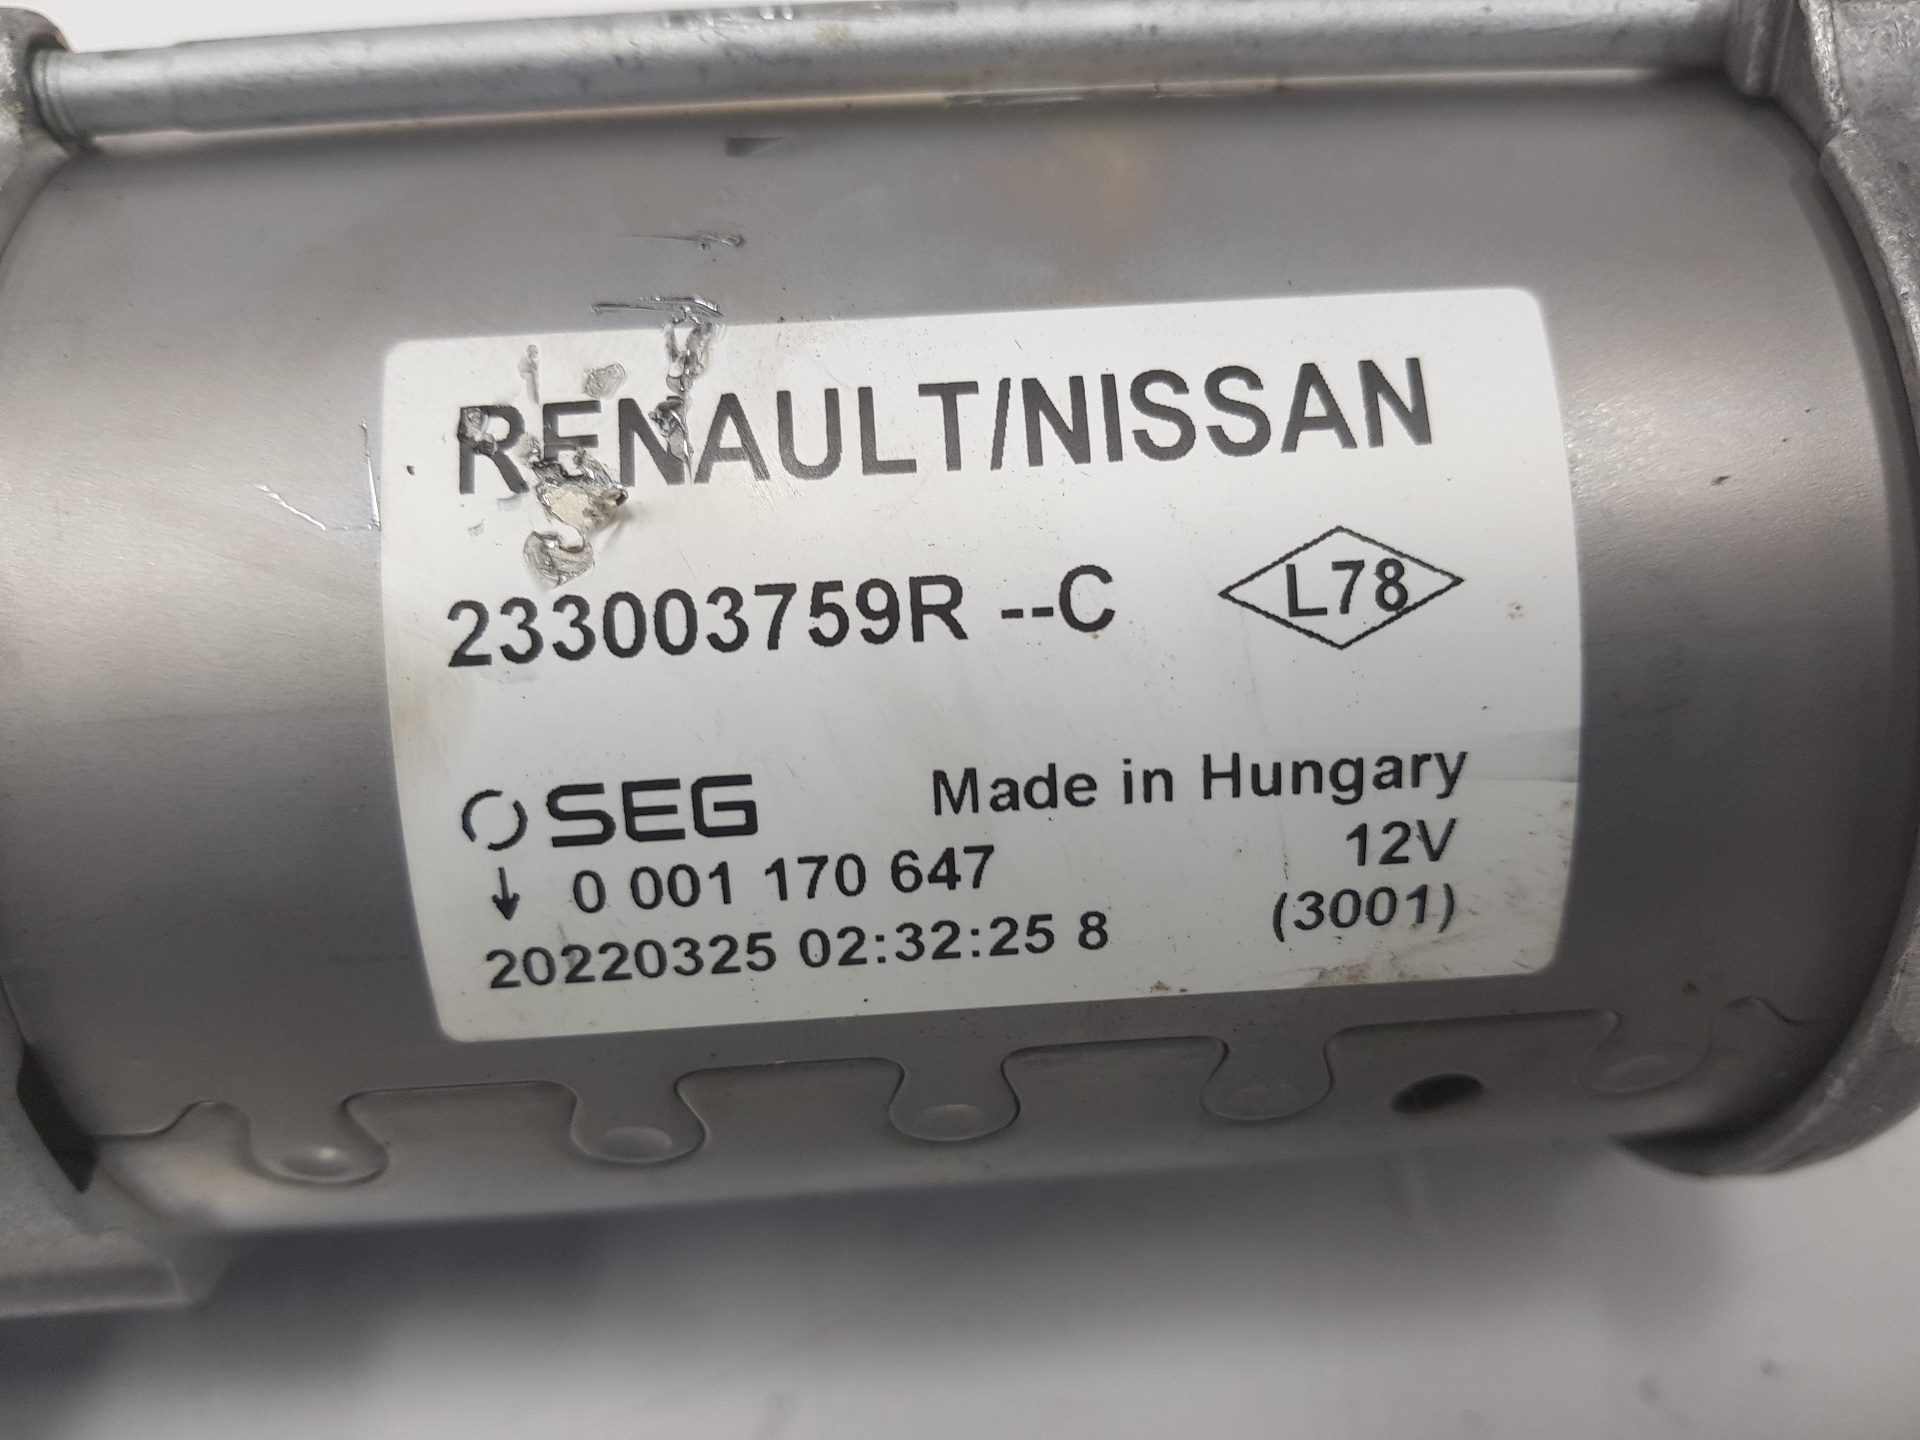 RENAULT/NISSAN
233003759R --C L78
SEG Made in Hungary
↓ 0 001 170 647 12V
20220325 02:32:25 8 (3001)